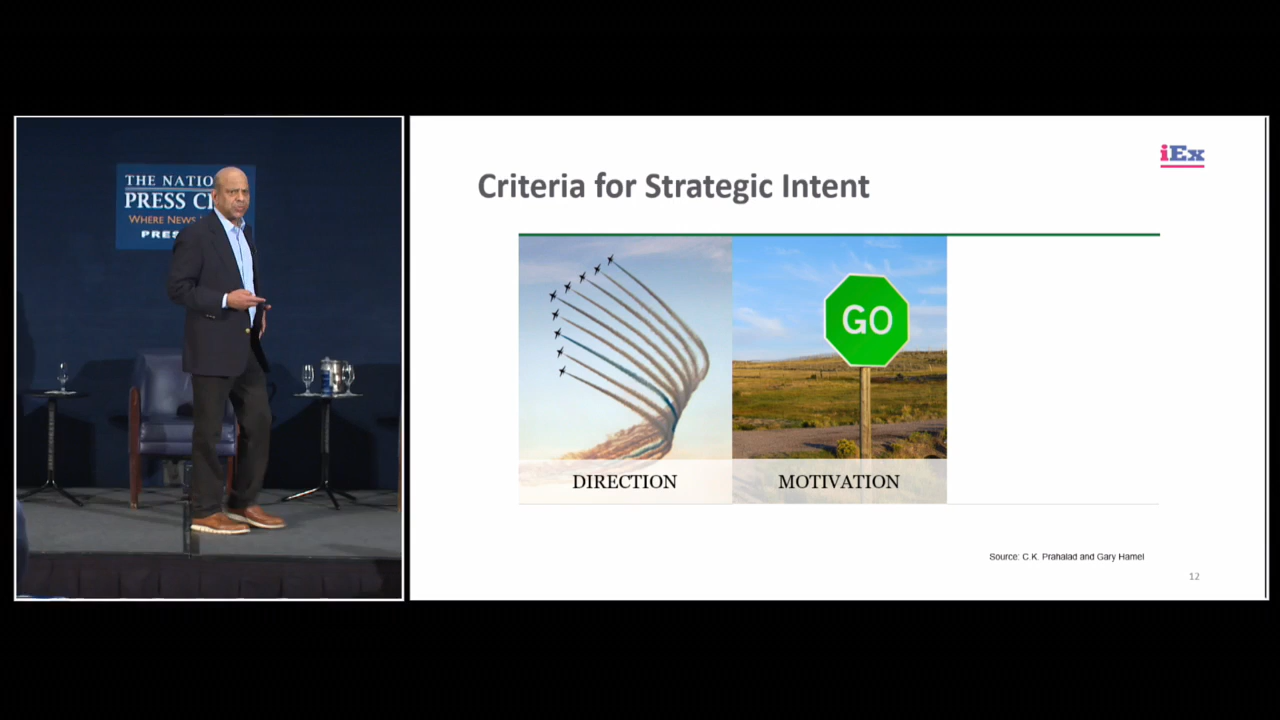 THE NATIO
PRESS CL
WHERE NEWS
PRES
iEx
Criteria for Strategic Intent
GO
DIRECTION
MOTIVATION
Source: C.K. Prahalad and Gary Hamel
12